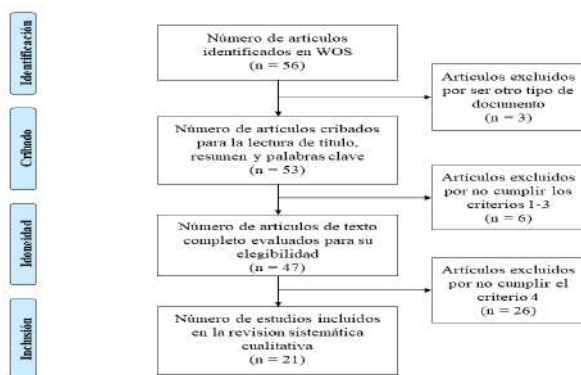 Identificación
Número de artículos
identificados en WOS
(n = 56)
Artículos excluidos
por ser otro tipo de
documento
(n = 3)
Cribado
Número de artículos cribados
para la lectura de título,
resumen y palabras clave
(n = 53)
Artículos excluidos
por no cumplir los
criterios 1-3
(n = 6)
Idoneidad
Número de artículos de texto
completo evaluados para su
elegibilidad
(n = 47)
Artículos excluidos
por no cumplir el
criterio 4
(n = 26)
Inclusión
Número de estudios incluidos
en la revision sistemática
cualitativa
(n = 21)